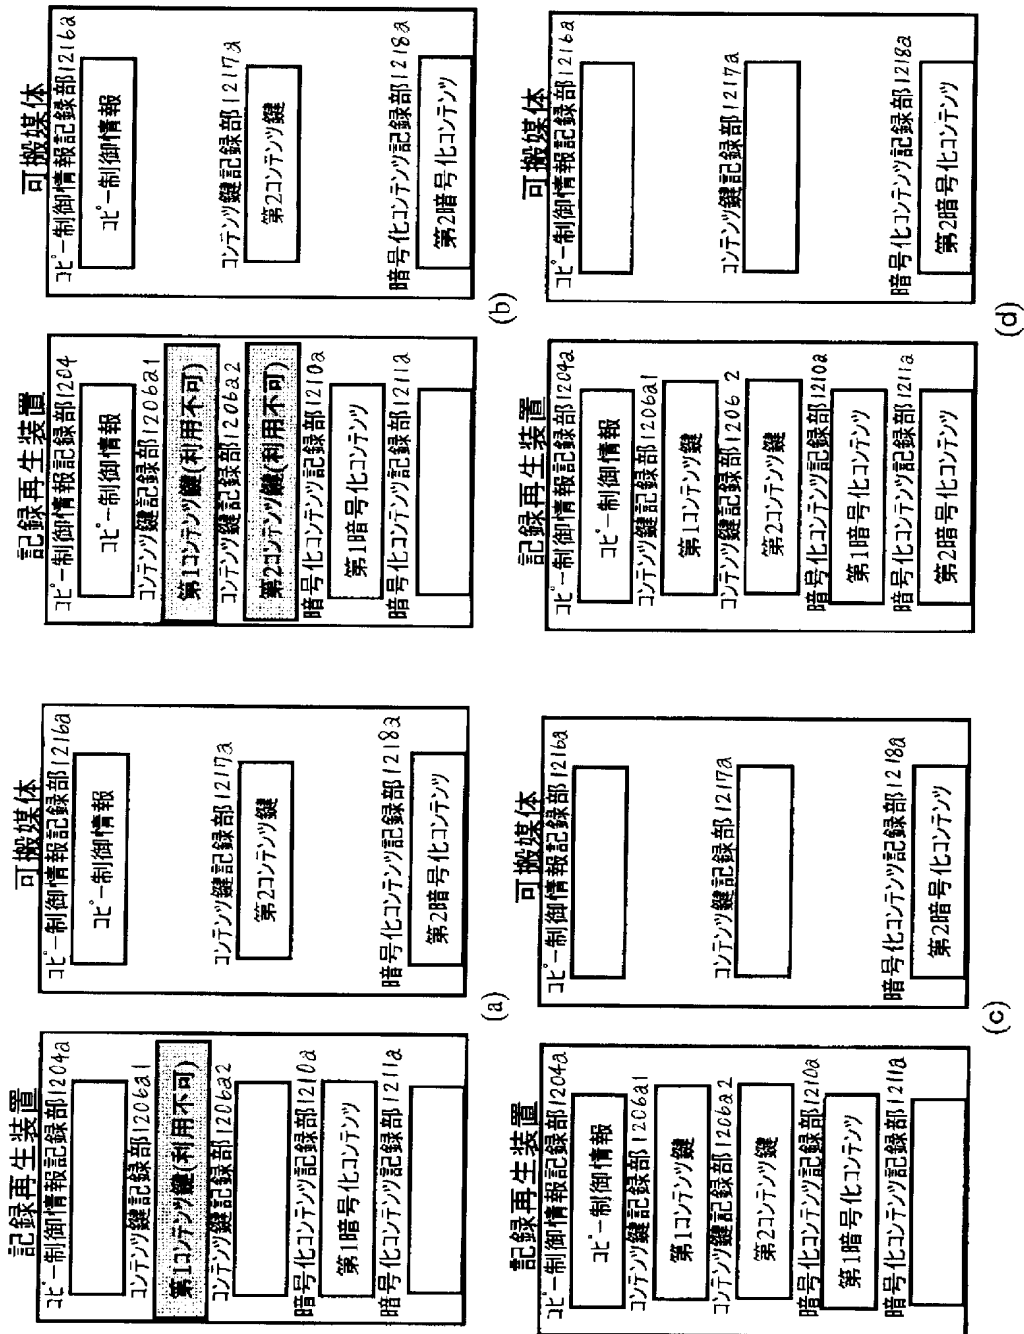 記録再生装置
コピー制御情報記録部1204a
コンテンツ鍵記録部1206a1
第1コンテンツ鍵(利用不可)
コンテンツ鍵記録部1206a2
暗号化コンテンツ記録部1210a
第1暗号化コンテンツ
暗号化コンテンツ記録部1211a
可搬媒体
コピー制御情報記録部1216a
コピー制御情報
コンテンツ鍵記録部1217a
第2コンテンツ鍵
暗号化コンテンツ記録部1218a
第2暗号化コンテンツ
(a)
記録再生装置
コピー制御情報記録部1204
コピー制御情報
コンテンツ鍵記録部1206a1
第1コンテンツ鍵(利用不可)
コンテンツ鍵記録部1206a2
第2コンテンツ鍵(利用不可)
暗号化コンテンツ記録部1210a
第1暗号化コンテンツ
暗号化コンテンツ記録部1211a
可搬媒体
コピー制御情報記録部1216a
コピー制御情報
コンテンツ鍵記録部1217a
第2コンテンツ鍵
暗号化コンテンツ記録部1218a
第2暗号化コンテンツ
(b)
記録再生装置
コピー制御情報記録部1204a
コピー制御情報
コンテンツ鍵記録部1206a1
第1コンテンツ鍵
コンテンツ鍵記録部1206a2
第2コンテンツ鍵
暗号化コンテンツ記録部1210a
第1暗号化コンテンツ
暗号化コンテンツ記録部1211a
可搬媒体
コピー制御情報記録部1216a
コンテンツ鍵記録部1217a
暗号化コンテンツ記録部1218a
第2暗号化コンテンツ
(c)
記録再生装置
コピー制御情報記録部1204a
コピー制御情報
コンテンツ鍵記録部1206a1
第1コンテンツ鍵
コンテンツ鍵記録部1206 2
第2コンテンツ鍵
暗号化コンテンツ記録部1210a
第1暗号化コンテンツ
暗号化コンテンツ記録部1211a
第2暗号化コンテンツ
可搬媒体
コピー制御情報記録部1216a
コンテンツ鍵記録部1217a
暗号化コンテンツ記録部1218a
第2暗号化コンテンツ
(d)